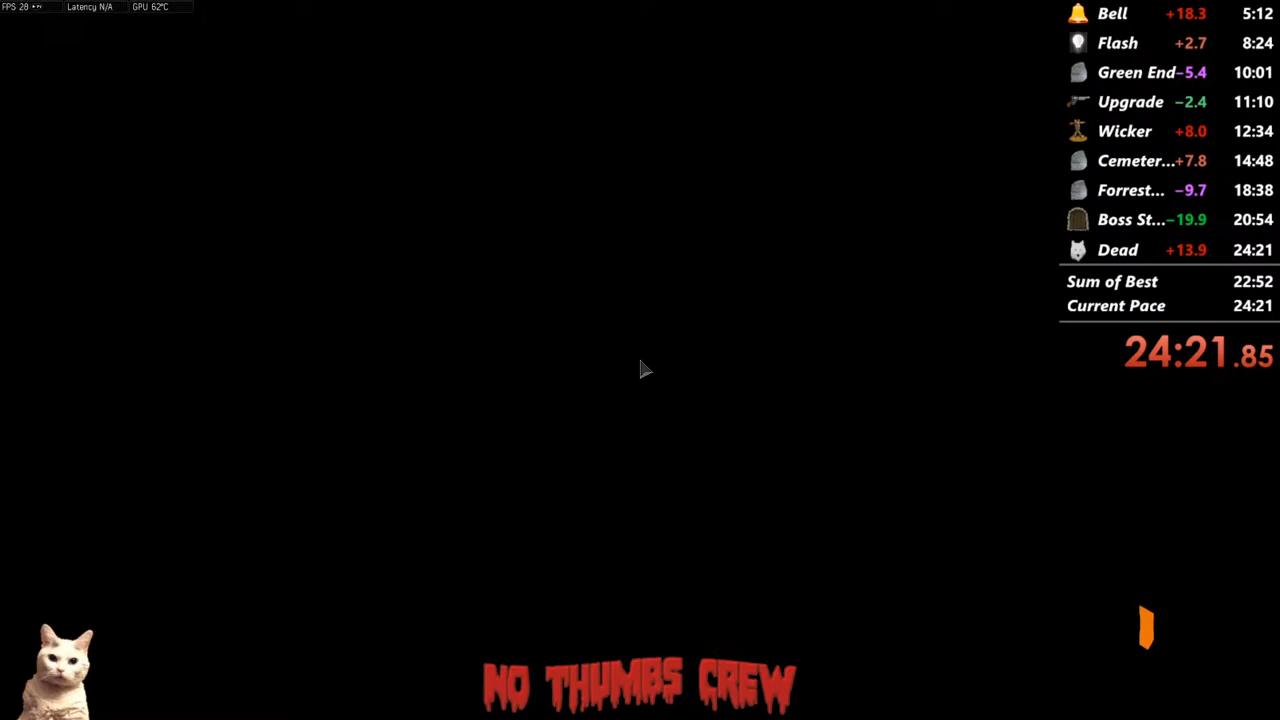 FPS 28
Latency N/A
GPU 62°C
Bell +18.3 5:12
Flash +2.7 8:24
Green End -5.4 10:01
Upgrade -2.4 11:10
Wicker +8.0 12:34
Cemeter... +7.8 14:48
Forrest... -9.7 18:38
Boss St... -19.9 20:54
Dead +13.9 24:21
Sum of Best 22:52
Current Pace 24:21
24:21.85
NO THUMBS CREW